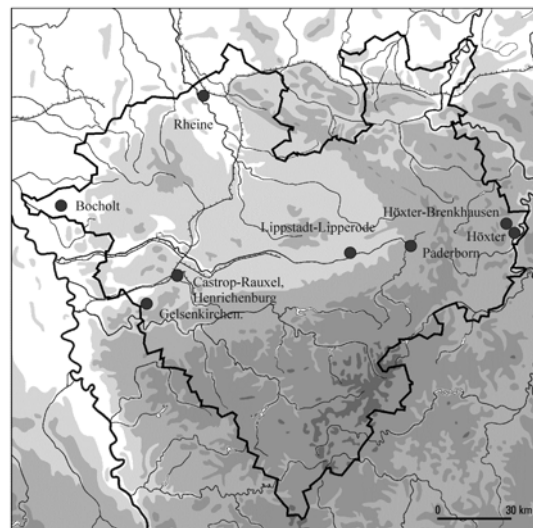 Rheine
Bocholt
Höxter-Brenkhausen
Lippstadt-Lipperode
Höxter
Paderborn
Castrop-Rauxel,
Henrichenburg
Gelsenkirchen.
0 30 km